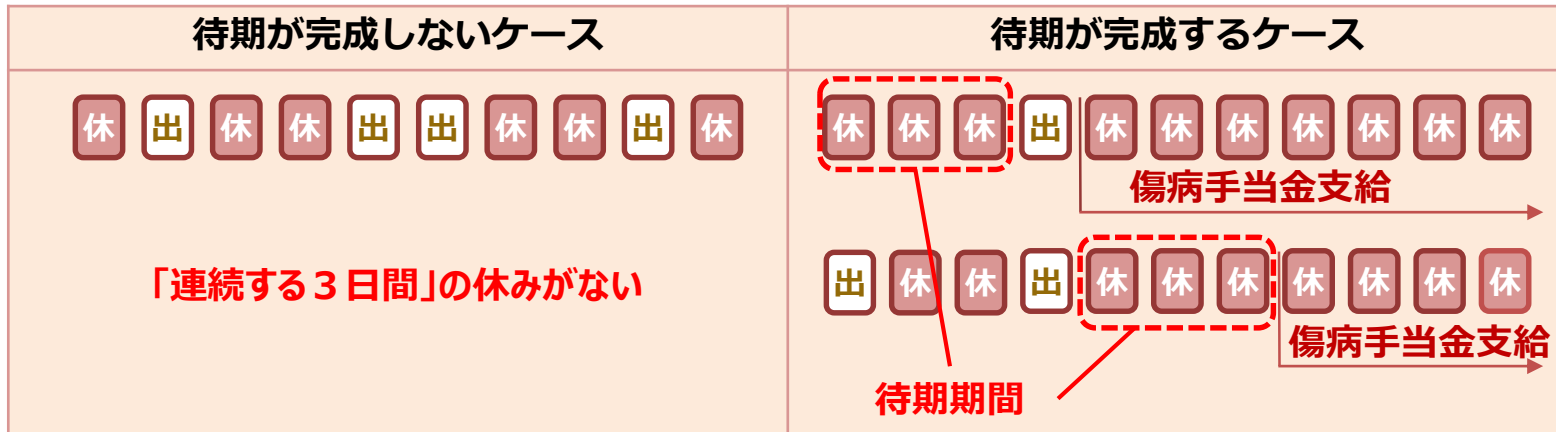 待期が完成しないケース
待期が完成するケース
休 出 休 休 出 出 休 休 出 休
「連続する３日間」の休みがない
休 休 休 出 休 休 休 休 休 休 休
傷病手当金支給
出 休 休 出 休 休 休 休 休 休 休
傷病手当金支給
待期期間